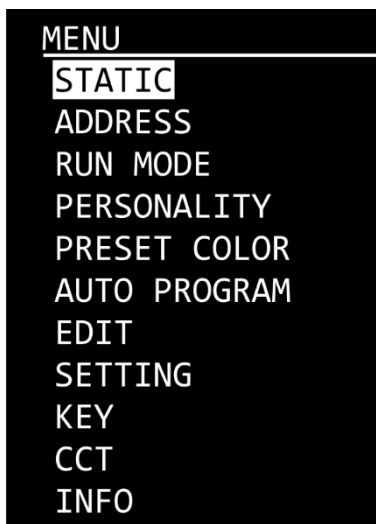 MENU
STATIC
ADDRESS
RUN MODE
PERSONALITY
PRESET COLOR
AUTO PROGRAM
EDIT
SETTING
KEY
CCT
INFO